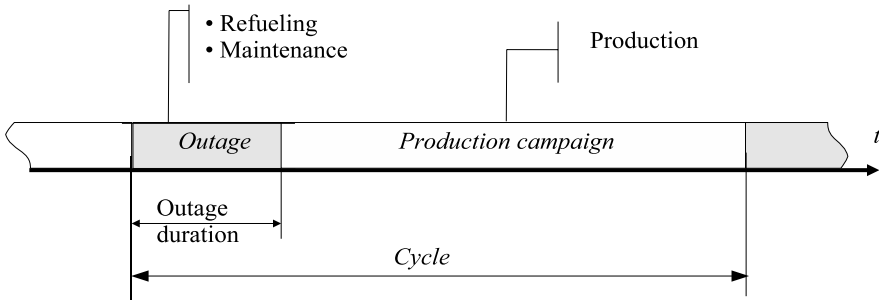 • Refueling
• Maintenance
Production
Outage
Production campaign
t
Outage
duration
Cycle